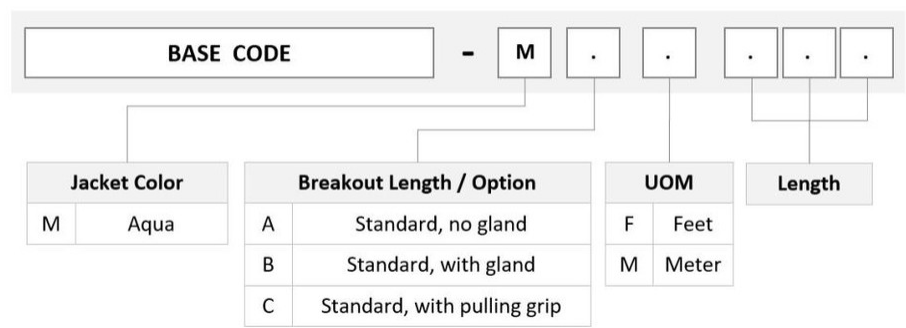 BASE CODE - M . . . . .
Jacket Color
M Aqua
Breakout Length / Option
A Standard, no gland
B Standard, with gland
C Standard, with pulling grip
UOM
F Feet
M Meter
Length